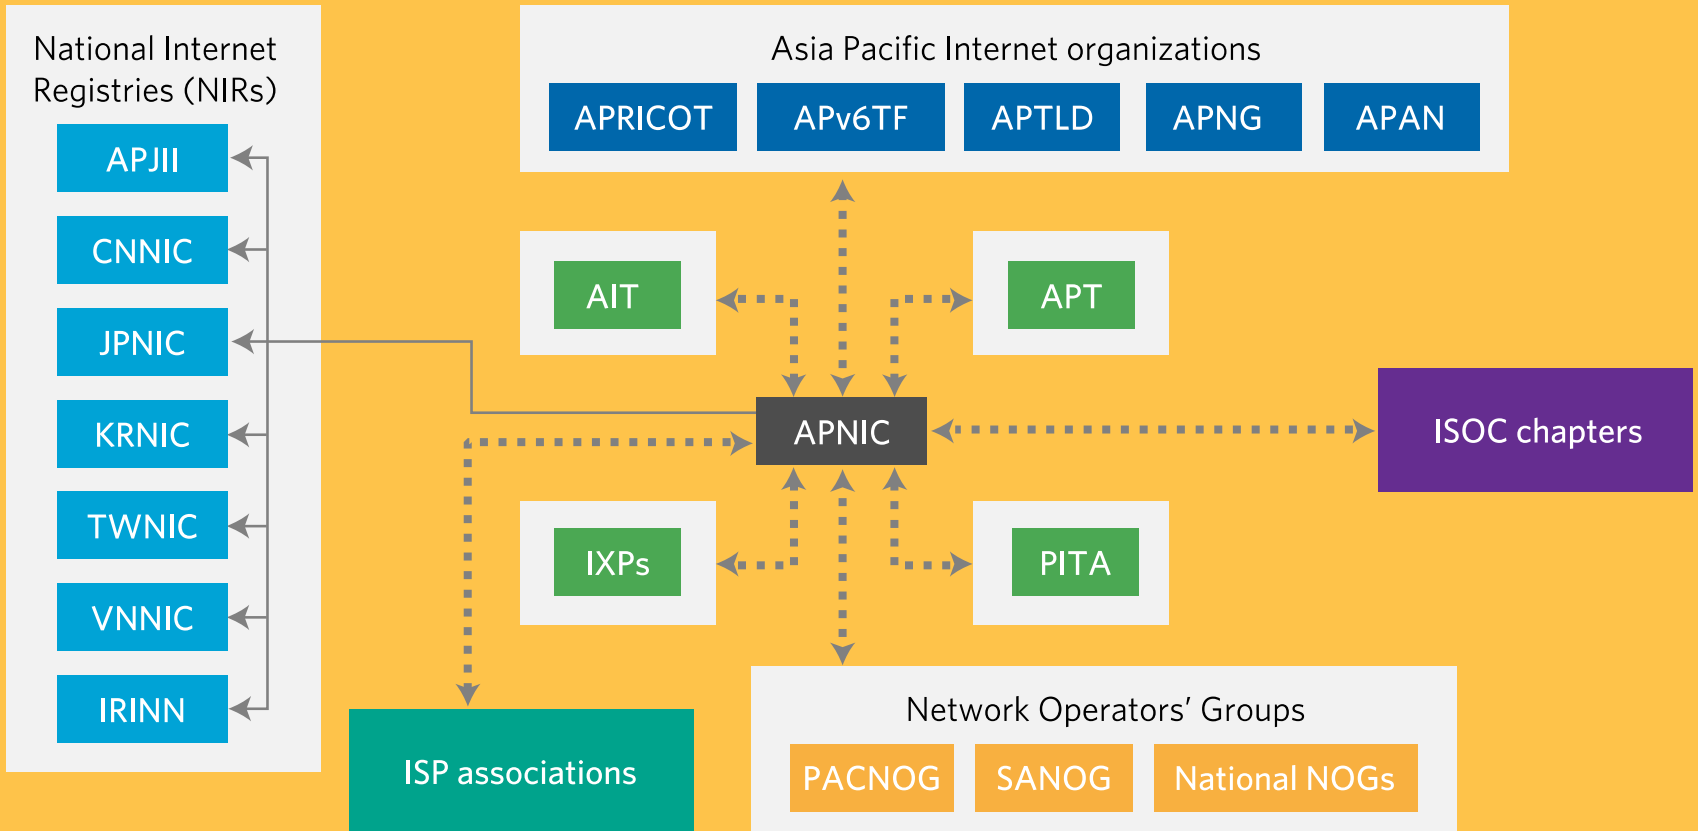 National Internet
Registries (NIRs)
APJII
CNNIC
JPNIC
KRNIC
TWNIC
VNNIC
IRINN
Asia Pacific Internet organizations
APRICOT
APv6TF
APTLD
APNG
APAN
AIT
APT
APNIC
ISOC chapters
IXPs
PITA
ISP associations
Network Operators’ Groups
PACNOG
SANOG
National NOGs